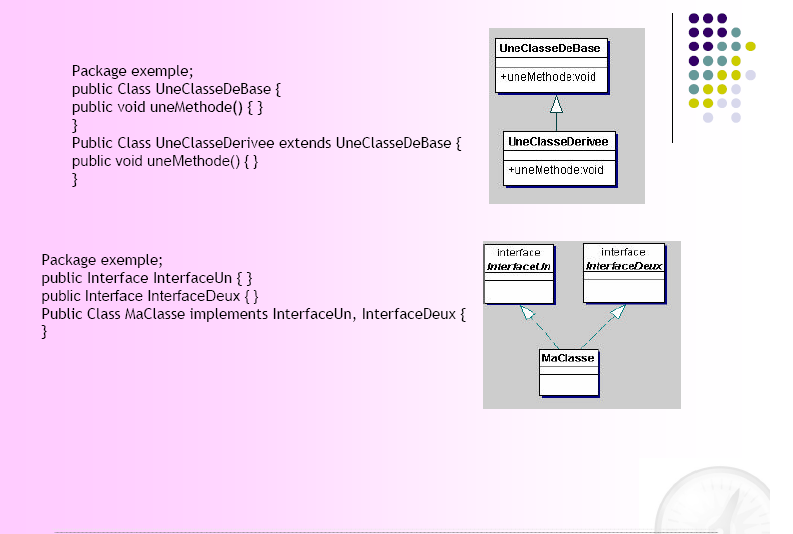 Package exemple;
public Class UneClasseDeBase {
public void uneMethode() { }
}
Public Class UneClasseDerivee extends UneClasseDeBase {
public void uneMethode() { }
}
UneClasseDeBase
+uneMethode:void
UneClasseDerivee
+uneMethode:void
Package exemple;
public Interface InterfaceUn { }
public Interface InterfaceDeux { }
Public Class MaClasse implements InterfaceUn, InterfaceDeux {
}
interface
InterfaceUn
interface
InterfaceDeux
MaClasse